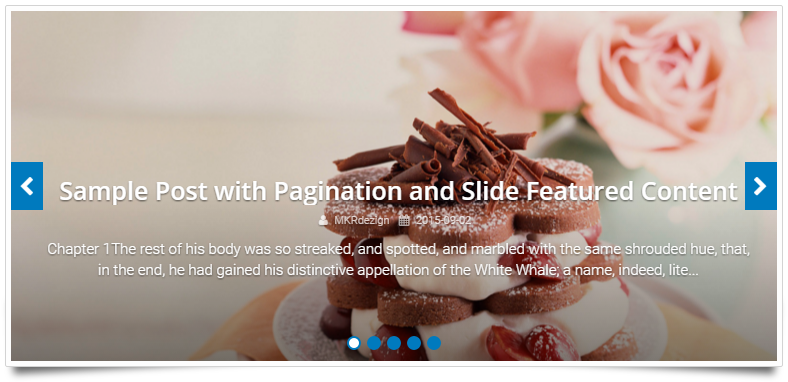 Sample Post with Pagination and Slide Featured Content
MKRdezign 2015-09-02
Chapter 1The rest of his body was so streaked, and spotted, and marbled with the same shrouded hue, that,
in the end, he had gained his distinctive appellation of the White Whale; a name, indeed, lite...